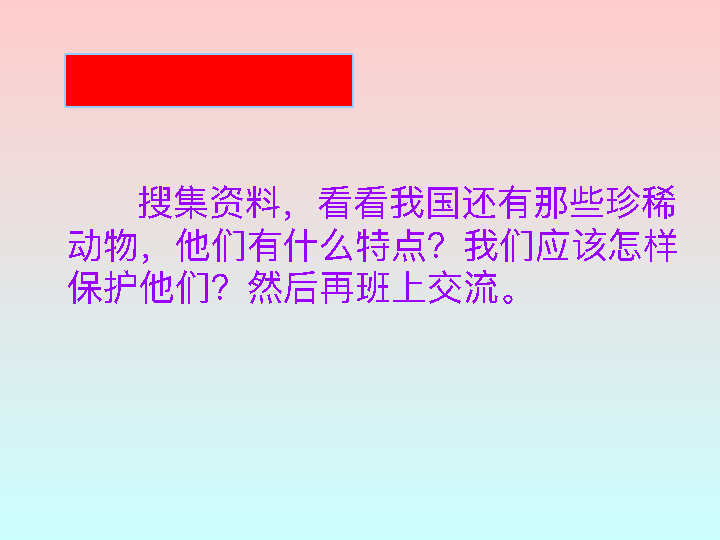 搜集资料，看看我国还有那些珍稀
动物，他们有什么特点？我们应该怎样
保护他们？然后再班上交流。